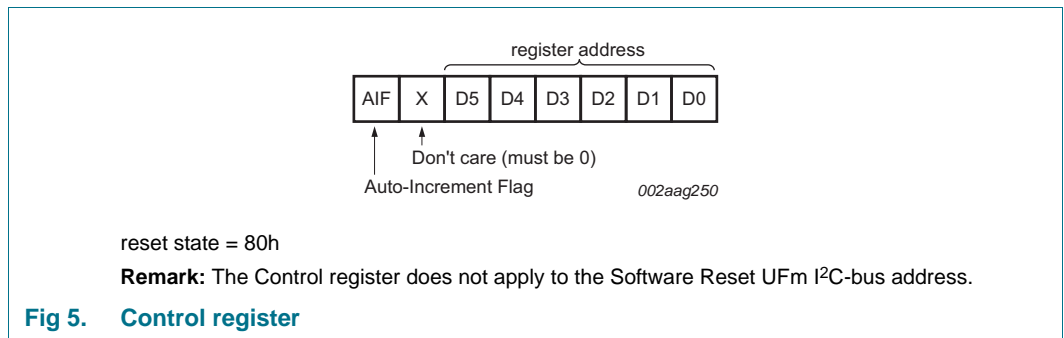 register address
AIF X D5 D4 D3 D2 D1 D0
Don't care (must be 0)
Auto-Increment Flag
002aag250
reset state = 80h
Remark: The Control register does not apply to the Software Reset UFm I²C-bus address.
Fig 5. Control register